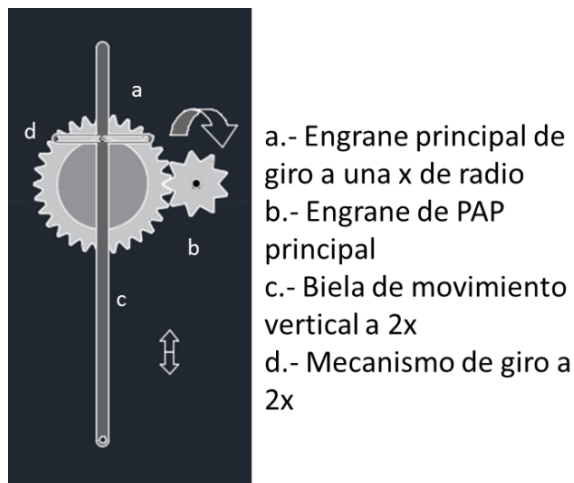 a
d
b
c
a.- Engrane principal de
giro a una x de radio
b.- Engrane de PAP
principal
c.- Biela de movimiento
vertical a 2x
d.- Mecanismo de giro a
2x